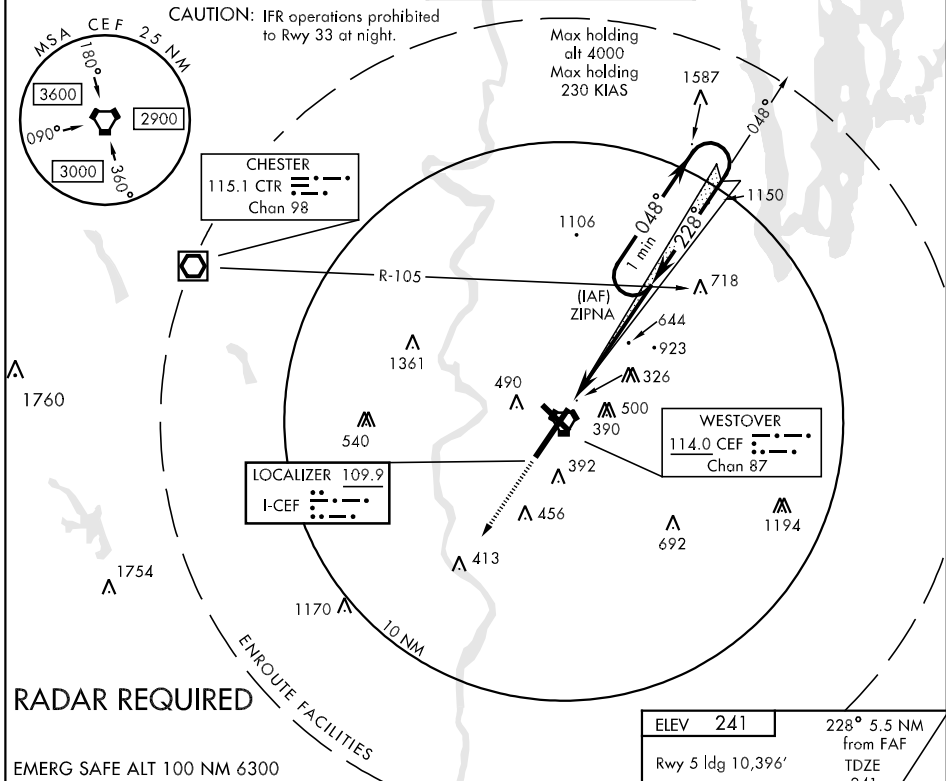 CAUTION: IFR operations prohibited
to Rwy 33 at night.
MSA CEF 25 NM
180°
3600
090°
2900
3000
360°
Max holding
alt 4000
Max holding
230 KIAS
1587
048°
CHESTER
115.1 CTR
Chan 98
1150
1106
048°
1 min
228°
R-105
(IAF)
ZIPNA
718
644
923
1361
326
1760
490
500
390
540
WESTOVER
114.0 CEF
Chan 87
LOCALIZER 109.9
I-CEF
392
456
692
1194
413
1754
1170
10 NM
ENROUTE FACILITIES
RADAR REQUIRED
EMERG SAFE ALT 100 NM 6300
ELEV 241
228° 5.5 NM
from FAF
Rwy 5 ldg 10,396'
TDZE
241